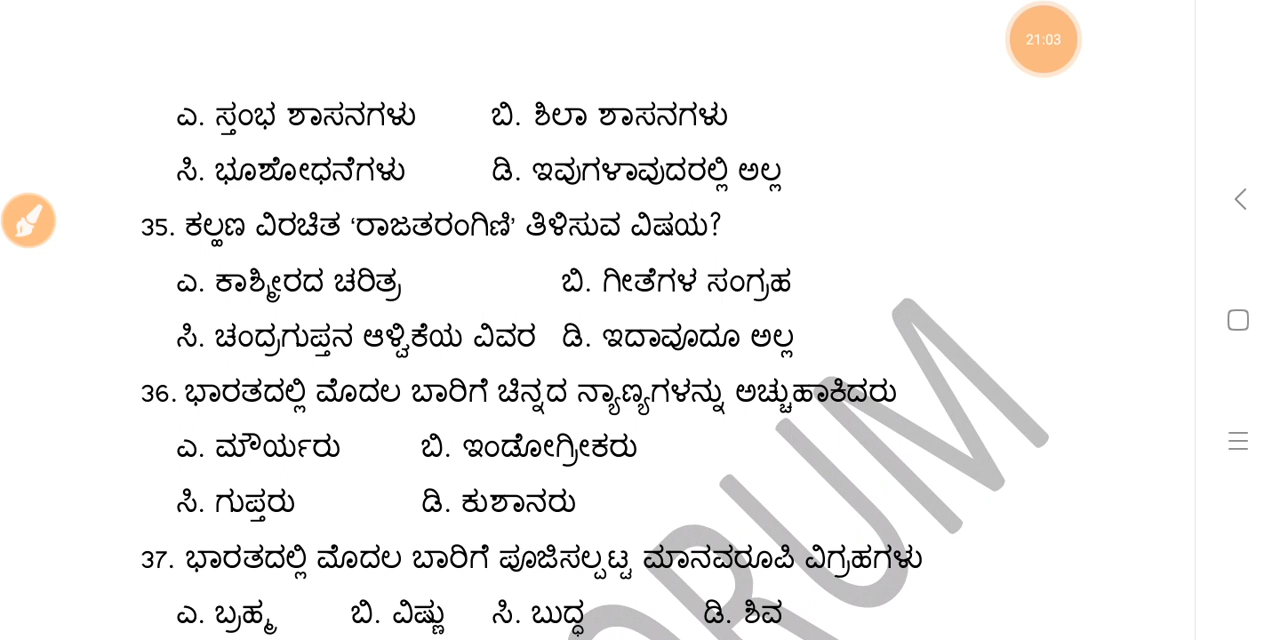 21:03
ಎ. ಸ್ತಂಭ ಶಾಸನಗಳು ಬಿ. ಶಿಲಾ ಶಾಸನಗಳು
ಸಿ. ಭೂಶೋಧನೆಗಳು ಡಿ. ಇವುಗಳಾವುದರಲ್ಲಿ ಅಲ್ಲ
35. ಕಲ್ಹಣ ವಿರಚಿತ ‘ರಾಜತರಂಗಿಣಿ’ ತಿಳಿಸುವ ವಿಷಯ?
ಎ. ಕಾಶ್ಮೀರದ ಚರಿತ್ರ ಬಿ. ಗೀತೆಗಳ ಸಂಗ್ರಹ
ಸಿ. ಚಂದ್ರಗುಪ್ತನ ಆಳ್ವಿಕೆಯ ವಿವರ ಡಿ. ಇದಾವೂದೂ ಅಲ್ಲ
36. ಭಾರತದಲ್ಲಿ ಮೊದಲ ಬಾರಿಗೆ ಚಿನ್ನದ ನ್ಯಾಣ್ಯಗಳನ್ನು ಅಚ್ಚುಹಾಕಿದರು
ಎ. ಮೌರ್ಯರು ಬಿ. ಇಂಡೋಗ್ರೀಕರು
ಸಿ. ಗುಪ್ತರು ಡಿ. ಕುಶಾನರು
37. ಭಾರತದಲ್ಲಿ ಮೊದಲ ಬಾರಿಗೆ ಪೂಜಿಸಲ್ಪಟ್ಟ ಮಾನವರೂಪಿ ವಿಗ್ರಹಗಳು
ಎ. ಬ್ರಹ್ಮ ಬಿ. ವಿಷ್ಣು ಸಿ. ಬುದ್ಧ ಡಿ. ಶಿವ